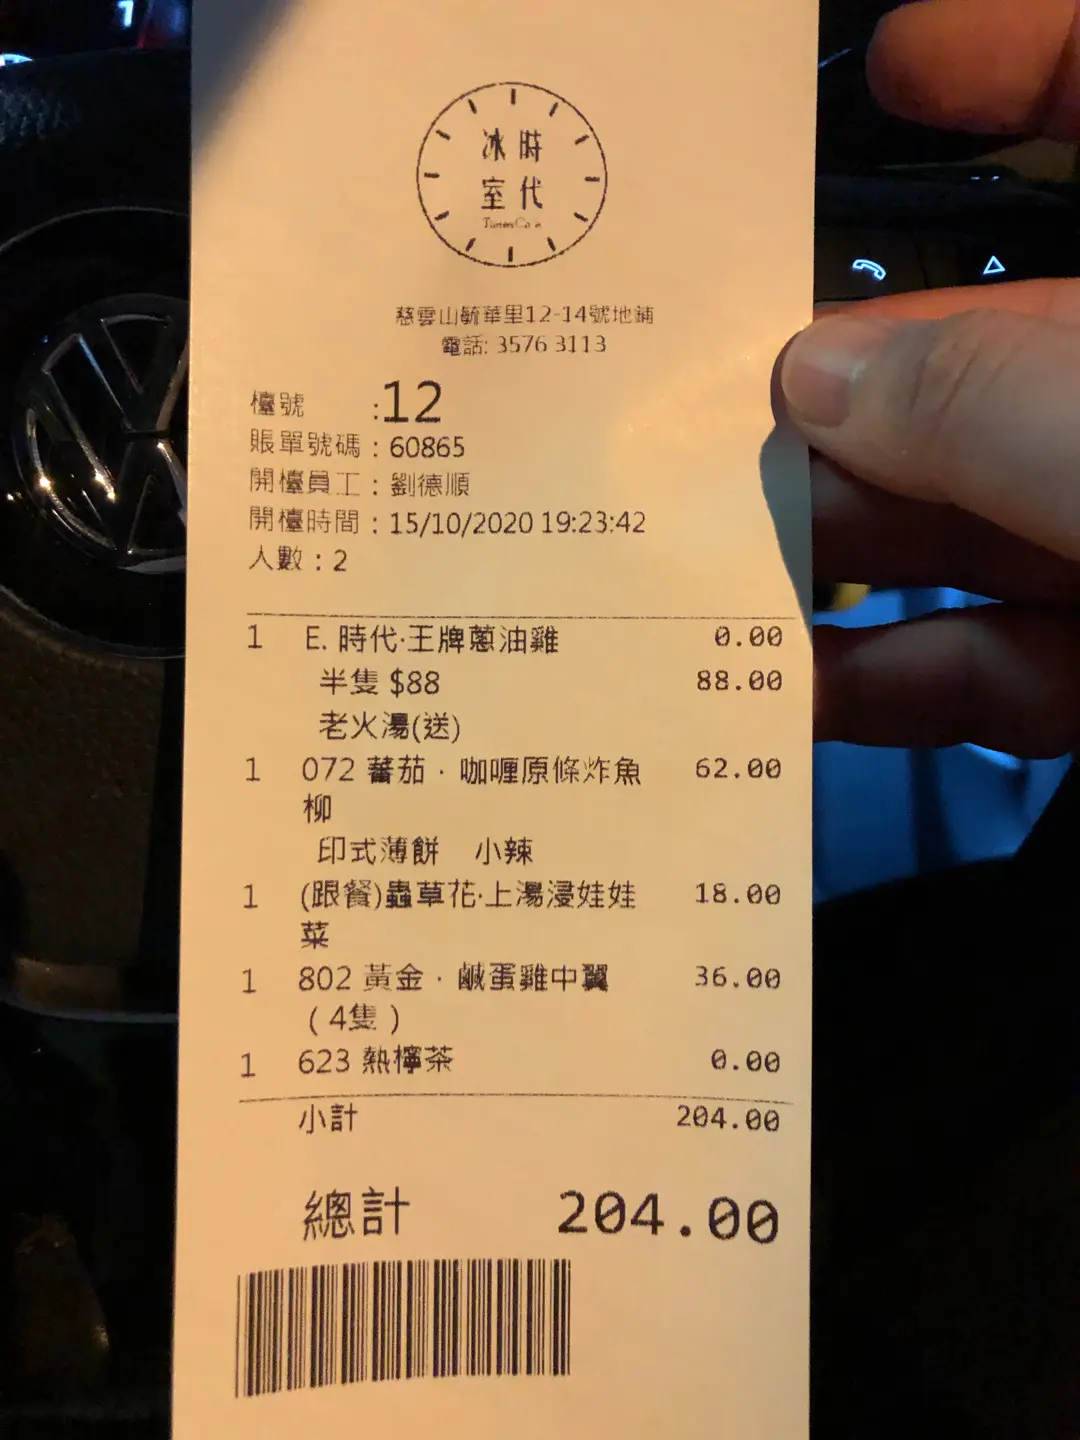 時代
冰室
慈雲山毓華里12-14號地鋪
電話: 3576 3113
檯號 :12
賬單號碼 : 60865
開檯員工 : 劉德順
開檯時間 : 15/10/2020 19:23:42
人數 : 2
1 E. 時代·王牌蔥油雞 0.00
半隻 $88 88.00
老火湯(送)
1 072 蕃茄 · 咖喱原條炸魚 62.00
柳
印式薄餅 小辣
1 (跟餐)蟲草花·上湯浸娃娃 18.00
菜
1 802 黃金 · 鹹蛋雞中翼 36.00
( 4隻 )
1 623 熱檸茶 0.00
小計 204.00
總計 204.00